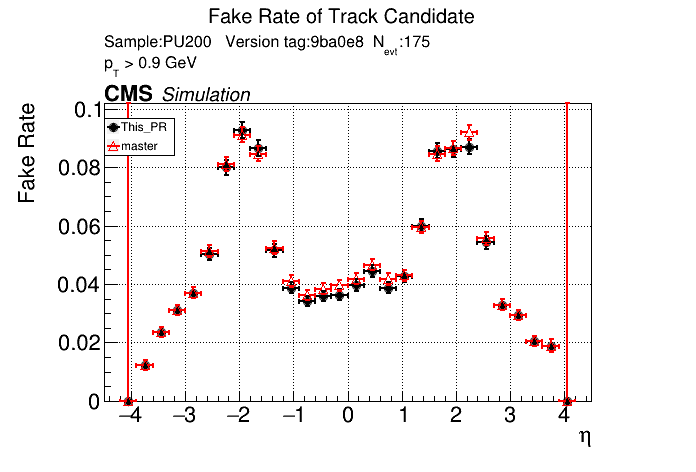 Fake Rate of Track Candidate
Sample:PU200 Version tag:9ba0e8 N_evt:175
p_T > 0.9 GeV
CMS Simulation
Fake Rate
0.1
0.08
0.06
0.04
0.02
0
This_PR
master
−4 −3 −2 −1 0 1 2 3 4
η